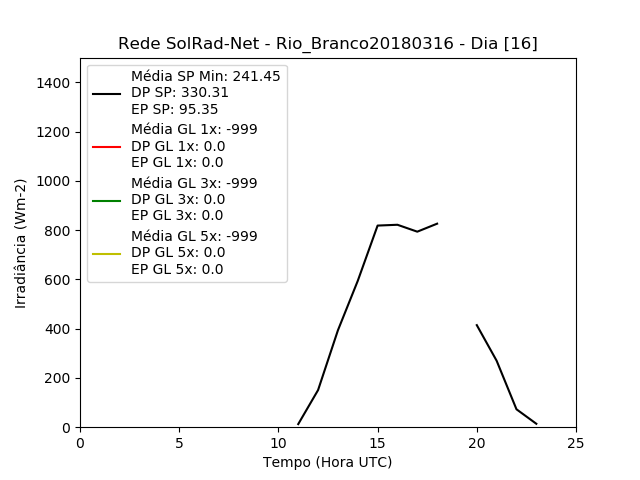 Rede SolRad-Net - Rio_Branco20180316 - Dia [16]
Média SP Min: 241.45
DP SP: 330.31
EP SP: 95.35
Média GL 1x: -999
DP GL 1x: 0.0
EP GL 1x: 0.0
Média GL 3x: -999
DP GL 3x: 0.0
EP GL 3x: 0.0
Média GL 5x: -999
DP GL 5x: 0.0
EP GL 5x: 0.0
Irradiância (Wm-2)
1400
1200
1000
800
600
400
200
0
0 5 10 15 20 25
Tempo (Hora UTC)